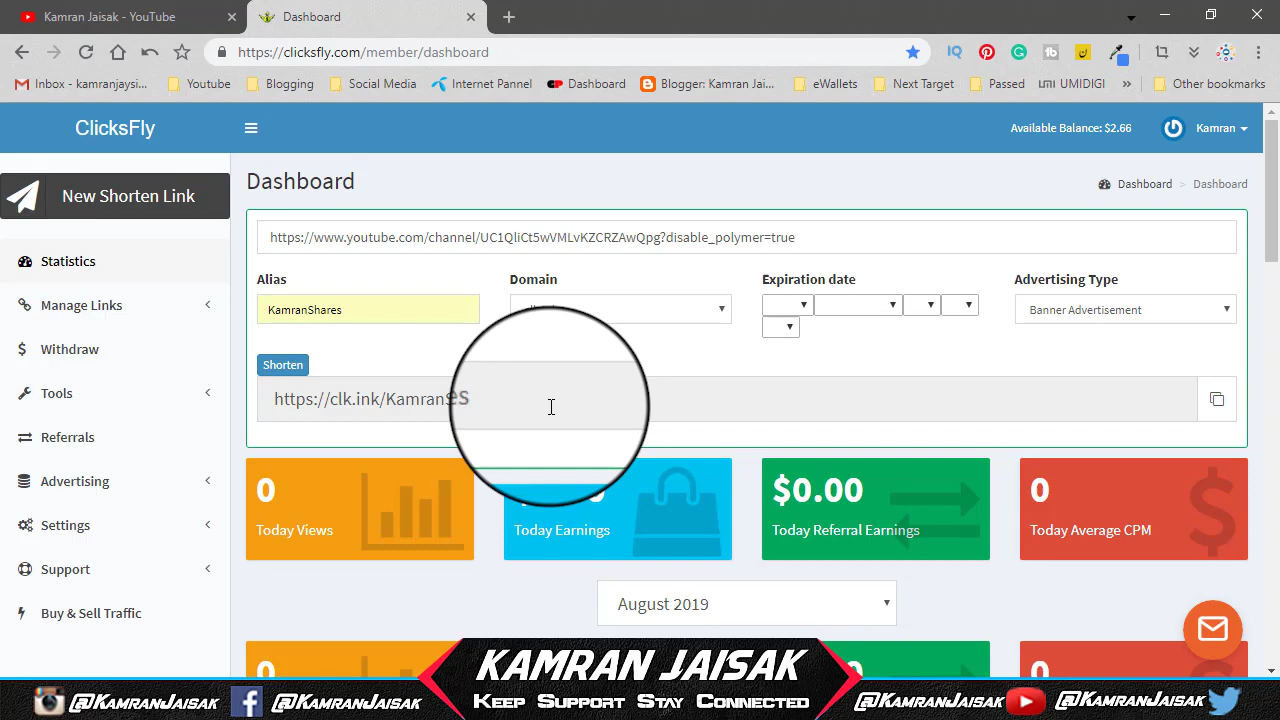 Kamran Jaisak - YouTube
Dashboard
https://clicksfly.com/member/dashboard
Inbox - kamranjaysi...
Youtube
Blogging
Social Media
Internet Pannel
Dashboard
Blogger: Kamran Jai...
eWallets
Next Target
Passed
UMIDIGI
Other bookmarks
ClicksFly
Available Balance: $2.66
Kamran
New Shorten Link
Dashboard
Dashboard > Dashboard
https://www.youtube.com/channel/UC1QliCt5wVMLvKZCRZAwQpg?disable_polymer=true
Statistics
Alias
Domain
Expiration date
Advertising Type
Manage Links
KamranShares
Banner Advertisement
Withdraw
Shorten
Tools
https://clk.ink/Kamran
es
Referrals
Advertising
0
$0.00
0
Today Views
Today Earnings
Today Referral Earnings
Today Average CPM
Settings
Support
August 2019
Buy & Sell Traffic
0
0
0
KAMRAN JAISAK
KEEP SUPPORT STAY CONNECTED
@KamranJaisak
@KamranJaisak
@KamranJaisak
@KamranJaisak